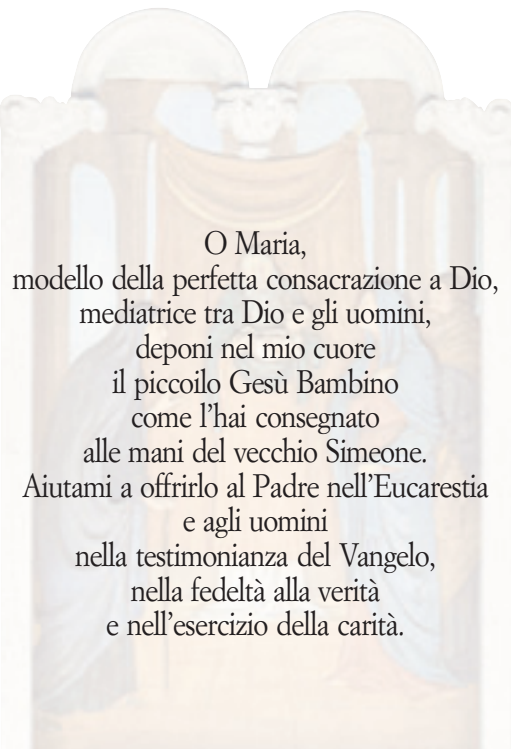 O Maria,
modello della perfetta consacrazione a Dio,
mediatrice tra Dio e gli uomini,
deponi nel mio cuore
il piccoilo Gesù Bambino
come l'hai consegnato
alle mani del vecchio Simeone.
Aiutami a offrirlo al Padre nell'Eucarestia
e agli uomini
nella testimonianza del Vangelo,
nella fedeltà alla verità
e nell'esercizio della carità.